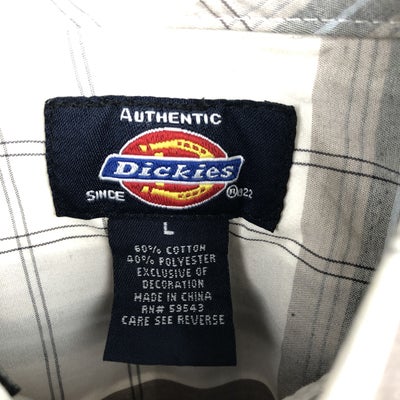 AUTHENTIC
Dickies
SINCE ® 1922
L
60% COTTON
40% POLYESTER
EXCLUSIVE OF
DECORATION
MADE IN CHINA
RN# 59543
CARE SEE REVERSE